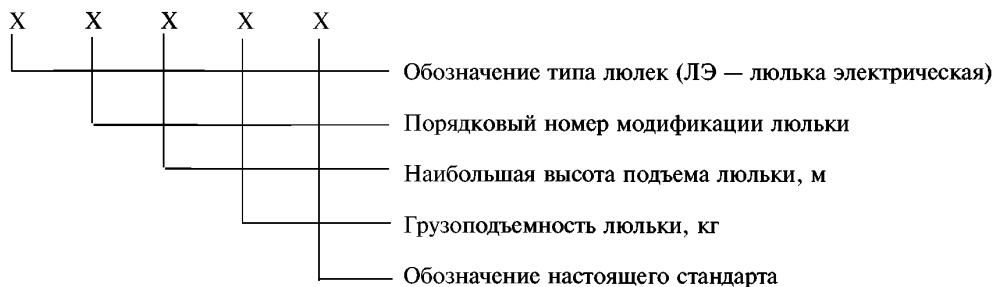 X X X X X
Обозначение типа люлек (ЛЭ — люлька электрическая)
Порядковый номер модификации люльки
Наибольшая высота подъема люльки, м
Грузоподъемность люльки, кг
Обозначение настоящего стандарта